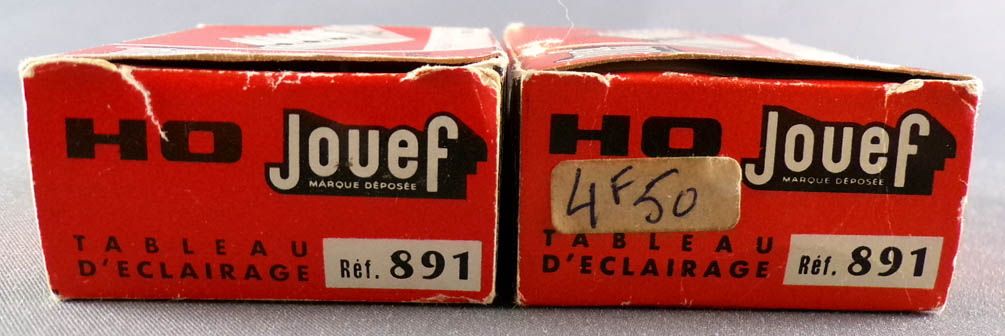 HO Jouef
MARQUE DÉPOSÉE
TABLEAU
D'ECLAIRAGE Réf. 891
HO Jouef
MARQUE DÉPOSÉE
4F50
TABLEAU
D'ECLAIRAGE Réf. 891